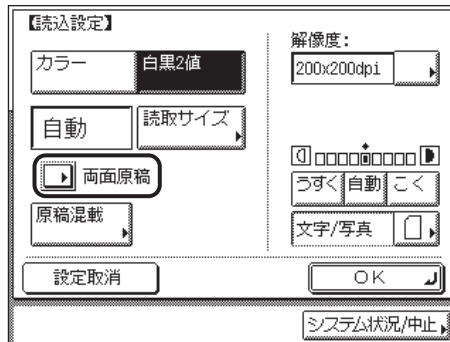 【読込設定】
カラー
白黒2値
解像度:
200x200dpi
自動
読取サイズ
両面原稿
うすく
自動
こく
原稿混載
文字/写真
設定取消
OK
システム状況/中止